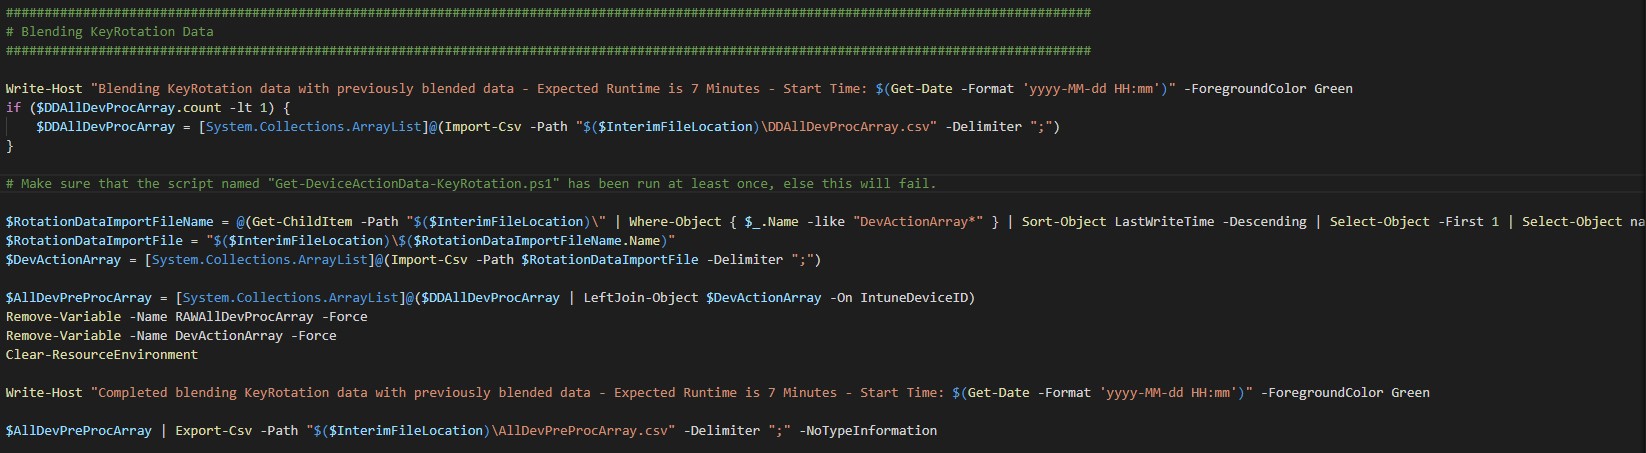 #############################################################################################################################################
# Blending KeyRotation Data
#############################################################################################################################################
Write-Host "Blending KeyRotation data with previously blended data - Expected Runtime is 7 Minutes - Start Time: $(Get-Date -Format 'yyyy-MM-dd HH:mm')" -ForegroundColor Green
if ($DDAllDevProcArray.count -lt 1) {
    $DDAllDevProcArray = [System.Collections.ArrayList]@(Import-Csv -Path "$($InterimFileLocation)\DDAllDevProcArray.csv" -Delimiter ";")
}
# Make sure that the script named "Get-DeviceActionData-KeyRotation.ps1" has been run at least once, else this will fail.
$RotationDataImportFileName = @(Get-ChildItem -Path "$($InterimFileLocation)\" | Where-Object { $_.Name -like "DevActionArray*" } | Sort-Object LastWriteTime -Descending | Select-Object -First 1 | Select-Object na
$RotationDataImportFile = "$($InterimFileLocation)\$($RotationDataImportFileName.Name)"
$DevActionArray = [System.Collections.ArrayList]@(Import-Csv -Path $RotationDataImportFile -Delimiter ";")
$AllDevPreProcArray = [System.Collections.ArrayList]@($DDAllDevProcArray | LeftJoin-Object $DevActionArray -On IntuneDeviceID)
Remove-Variable -Name RAWAllDevProcArray -Force
Remove-Variable -Name DevActionArray -Force
Clear-ResourceEnvironment
Write-Host "Completed blending KeyRotation data with previously blended data - Expected Runtime is 7 Minutes - Start Time: $(Get-Date -Format 'yyyy-MM-dd HH:mm')" -ForegroundColor Green
$AllDevPreProcArray | Export-Csv -Path "$($InterimFileLocation)\AllDevPreProcArray.csv" -Delimiter ";" -NoTypeInformation